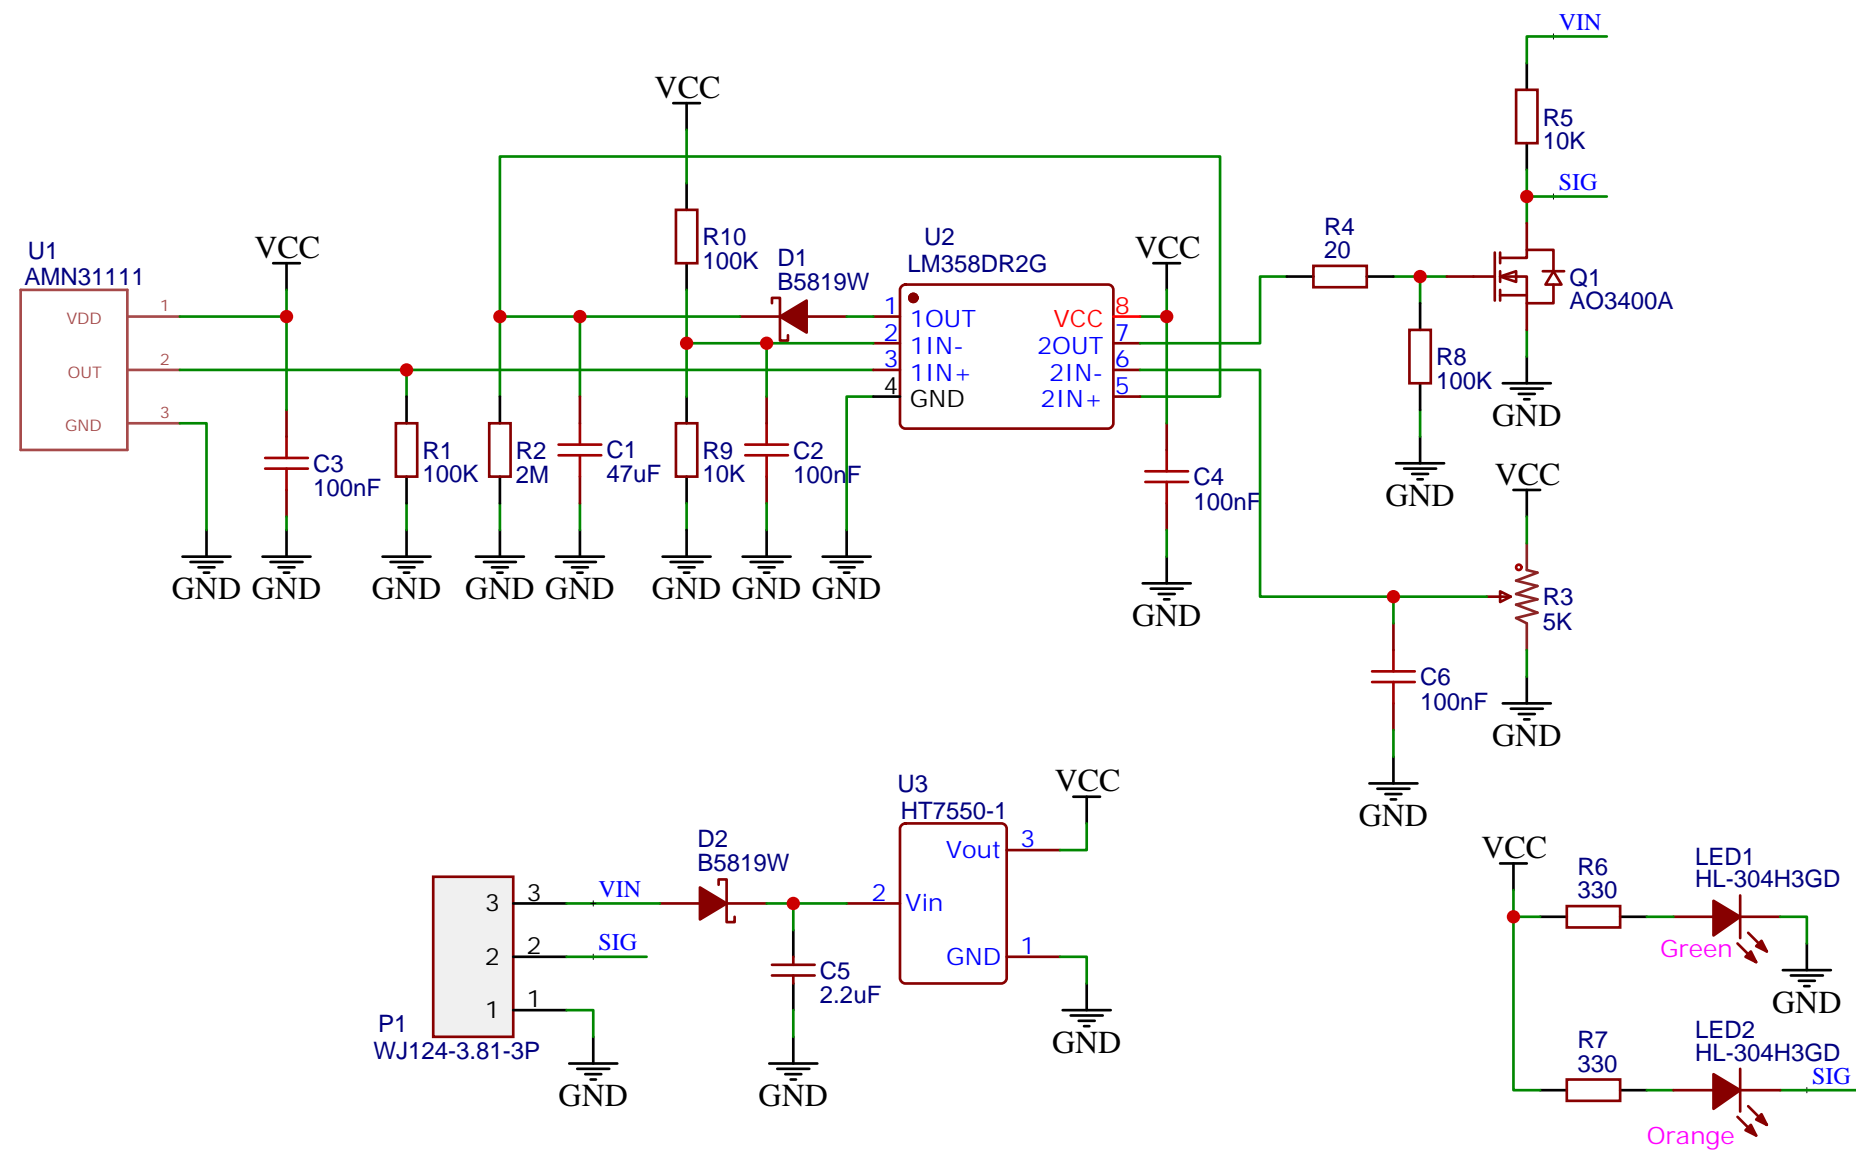 VIN
R5
10K
SIG
VCC
R10
100K
D1
B5819W
U2
LM358DR2G
VCC
R4
20
Q1
AO3400A
U1
AMN31111
VCC
VDD
1
OUT
2
GND
3
1
1OUT
2
1IN-
3
1IN+
4
GND
VCC
8
2OUT
7
2IN-
6
2IN+
5
R8
100K
GND
GND
C3
100nF
R1
100K
R2
2M
C1
47uF
R9
10K
C2
100nF
C4
100nF
GND
GND
GND
GND
GND
GND
GND
GND
GND
VCC
R3
5K
GND
C6
100nF
GND
U3
HT7550-1
VCC
Vout
3
2
Vin
GND
1
GND
D2
B5819W
C5
2.2uF
GND
3
3
VIN
2
2
SIG
1
1
P1
WJ124-3.81-3P
GND
VCC
R6
330
LED1
HL-304H3GD
Green
GND
R7
330
LED2
HL-304H3GD
SIG
Orange